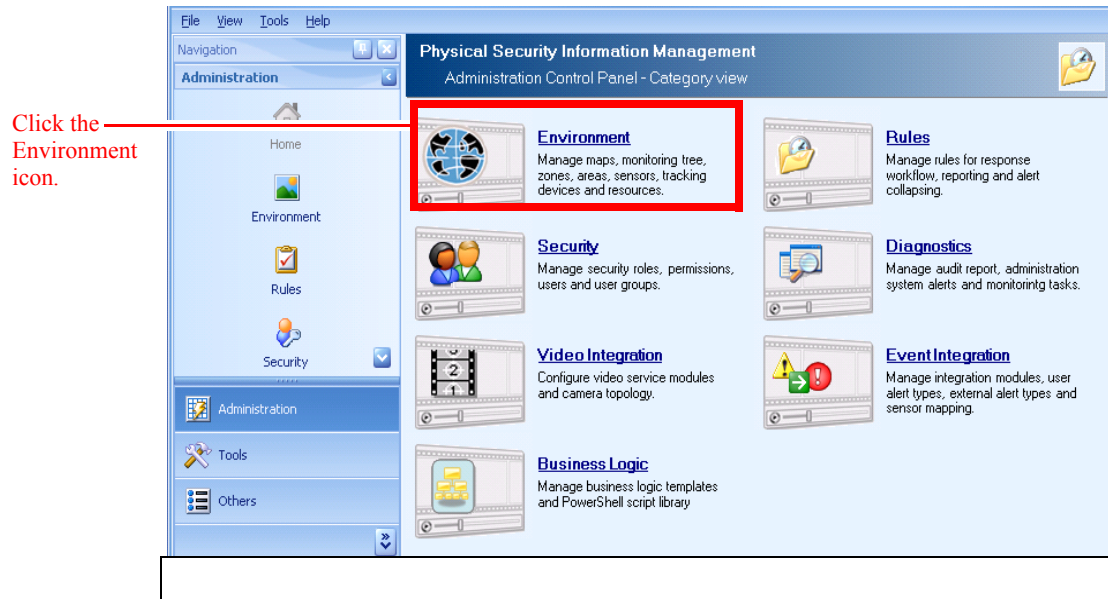 File View Tools Help
Navigation
Administration
Home
Environment
Rules
Security
Administration
Tools
Others
Click the
Environment
icon.
Physical Security Information Management
Administration Control Panel - Category view
Environment
Manage maps, monitoring tree,
zones, areas, sensors, tracking
devices and resources.
Rules
Manage rules for response
workflow, reporting and alert
collapsing.
Security
Manage security roles, permissions,
users and user groups.
Diagnostics
Manage audit report, administration
system alerts and monitorintg tasks.
Video Integration
Configure video service modules
and camera topology.
Event Integration
Manage integration modules, user
alert types, external alert types and
sensor mapping.
Business Logic
Manage business logic templates
and PowerShell script library